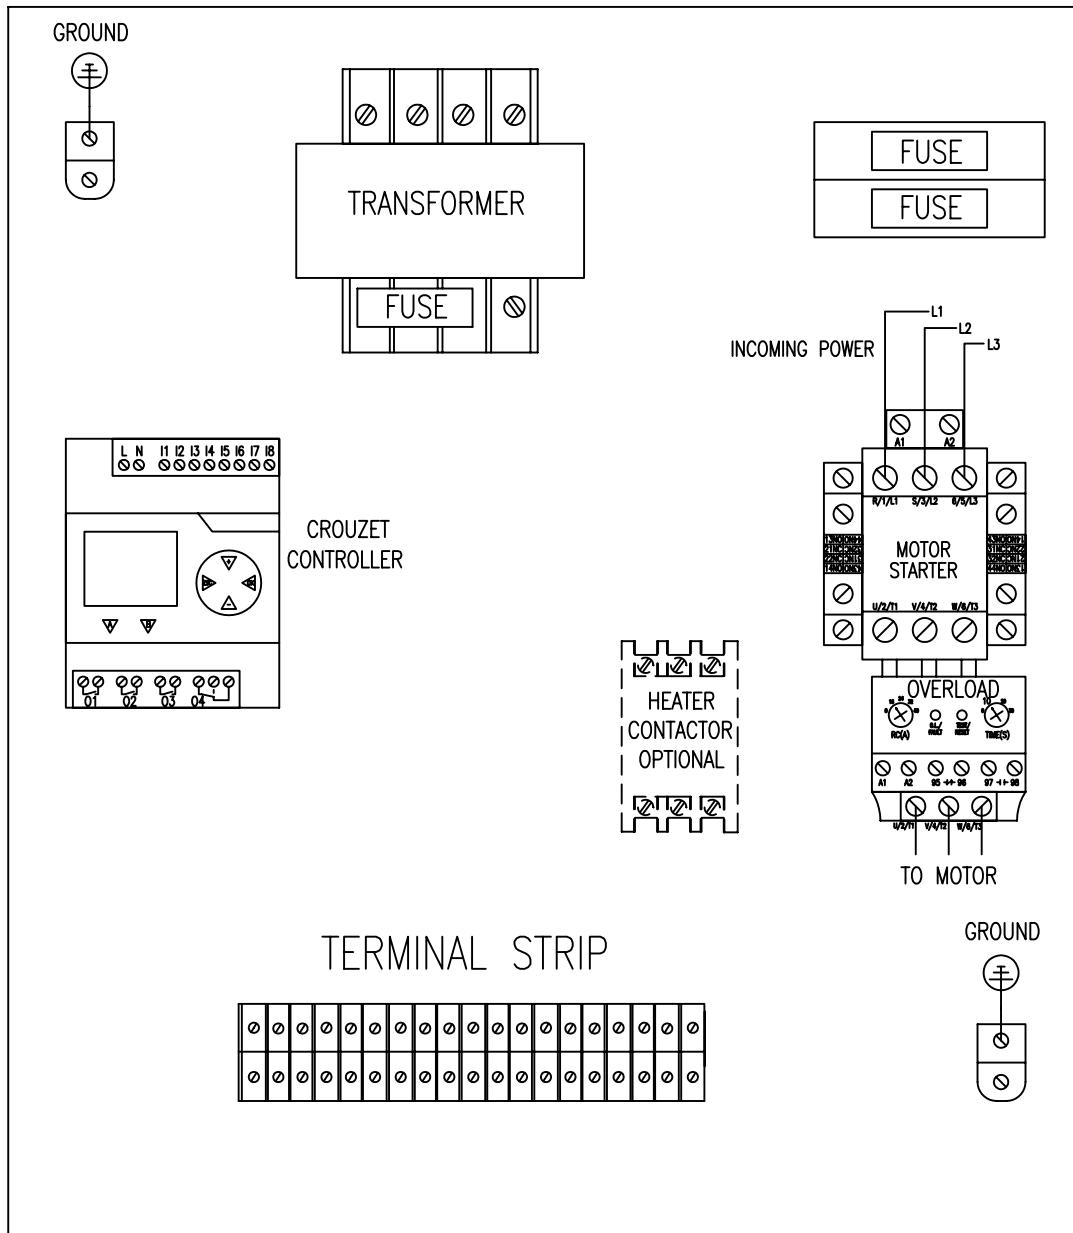 GROUND
TRANSFORMER
FUSE
FUSE
FUSE
L1
L2
L3
INCOMING POWER
A1 A2
L N I1 I2 I3 I4 I5 I6 I7 I8
R/1/L1 S/3/L2
CROUZET
CONTROLLER
MOTOR
STARTER
A B
U/2/T1 V/4/T2 W/6/T3
O1 O2 O3 O4
HEATER
CONTACTOR
OPTIONAL
OVERLOAD
RC(A) O.L./
FAULT TEST/
RESET TIME(S)
A1 A2 95 96 97 98
U/2/T1 V/4/T2 W/6/T3
TO MOTOR
TERMINAL STRIP
GROUND